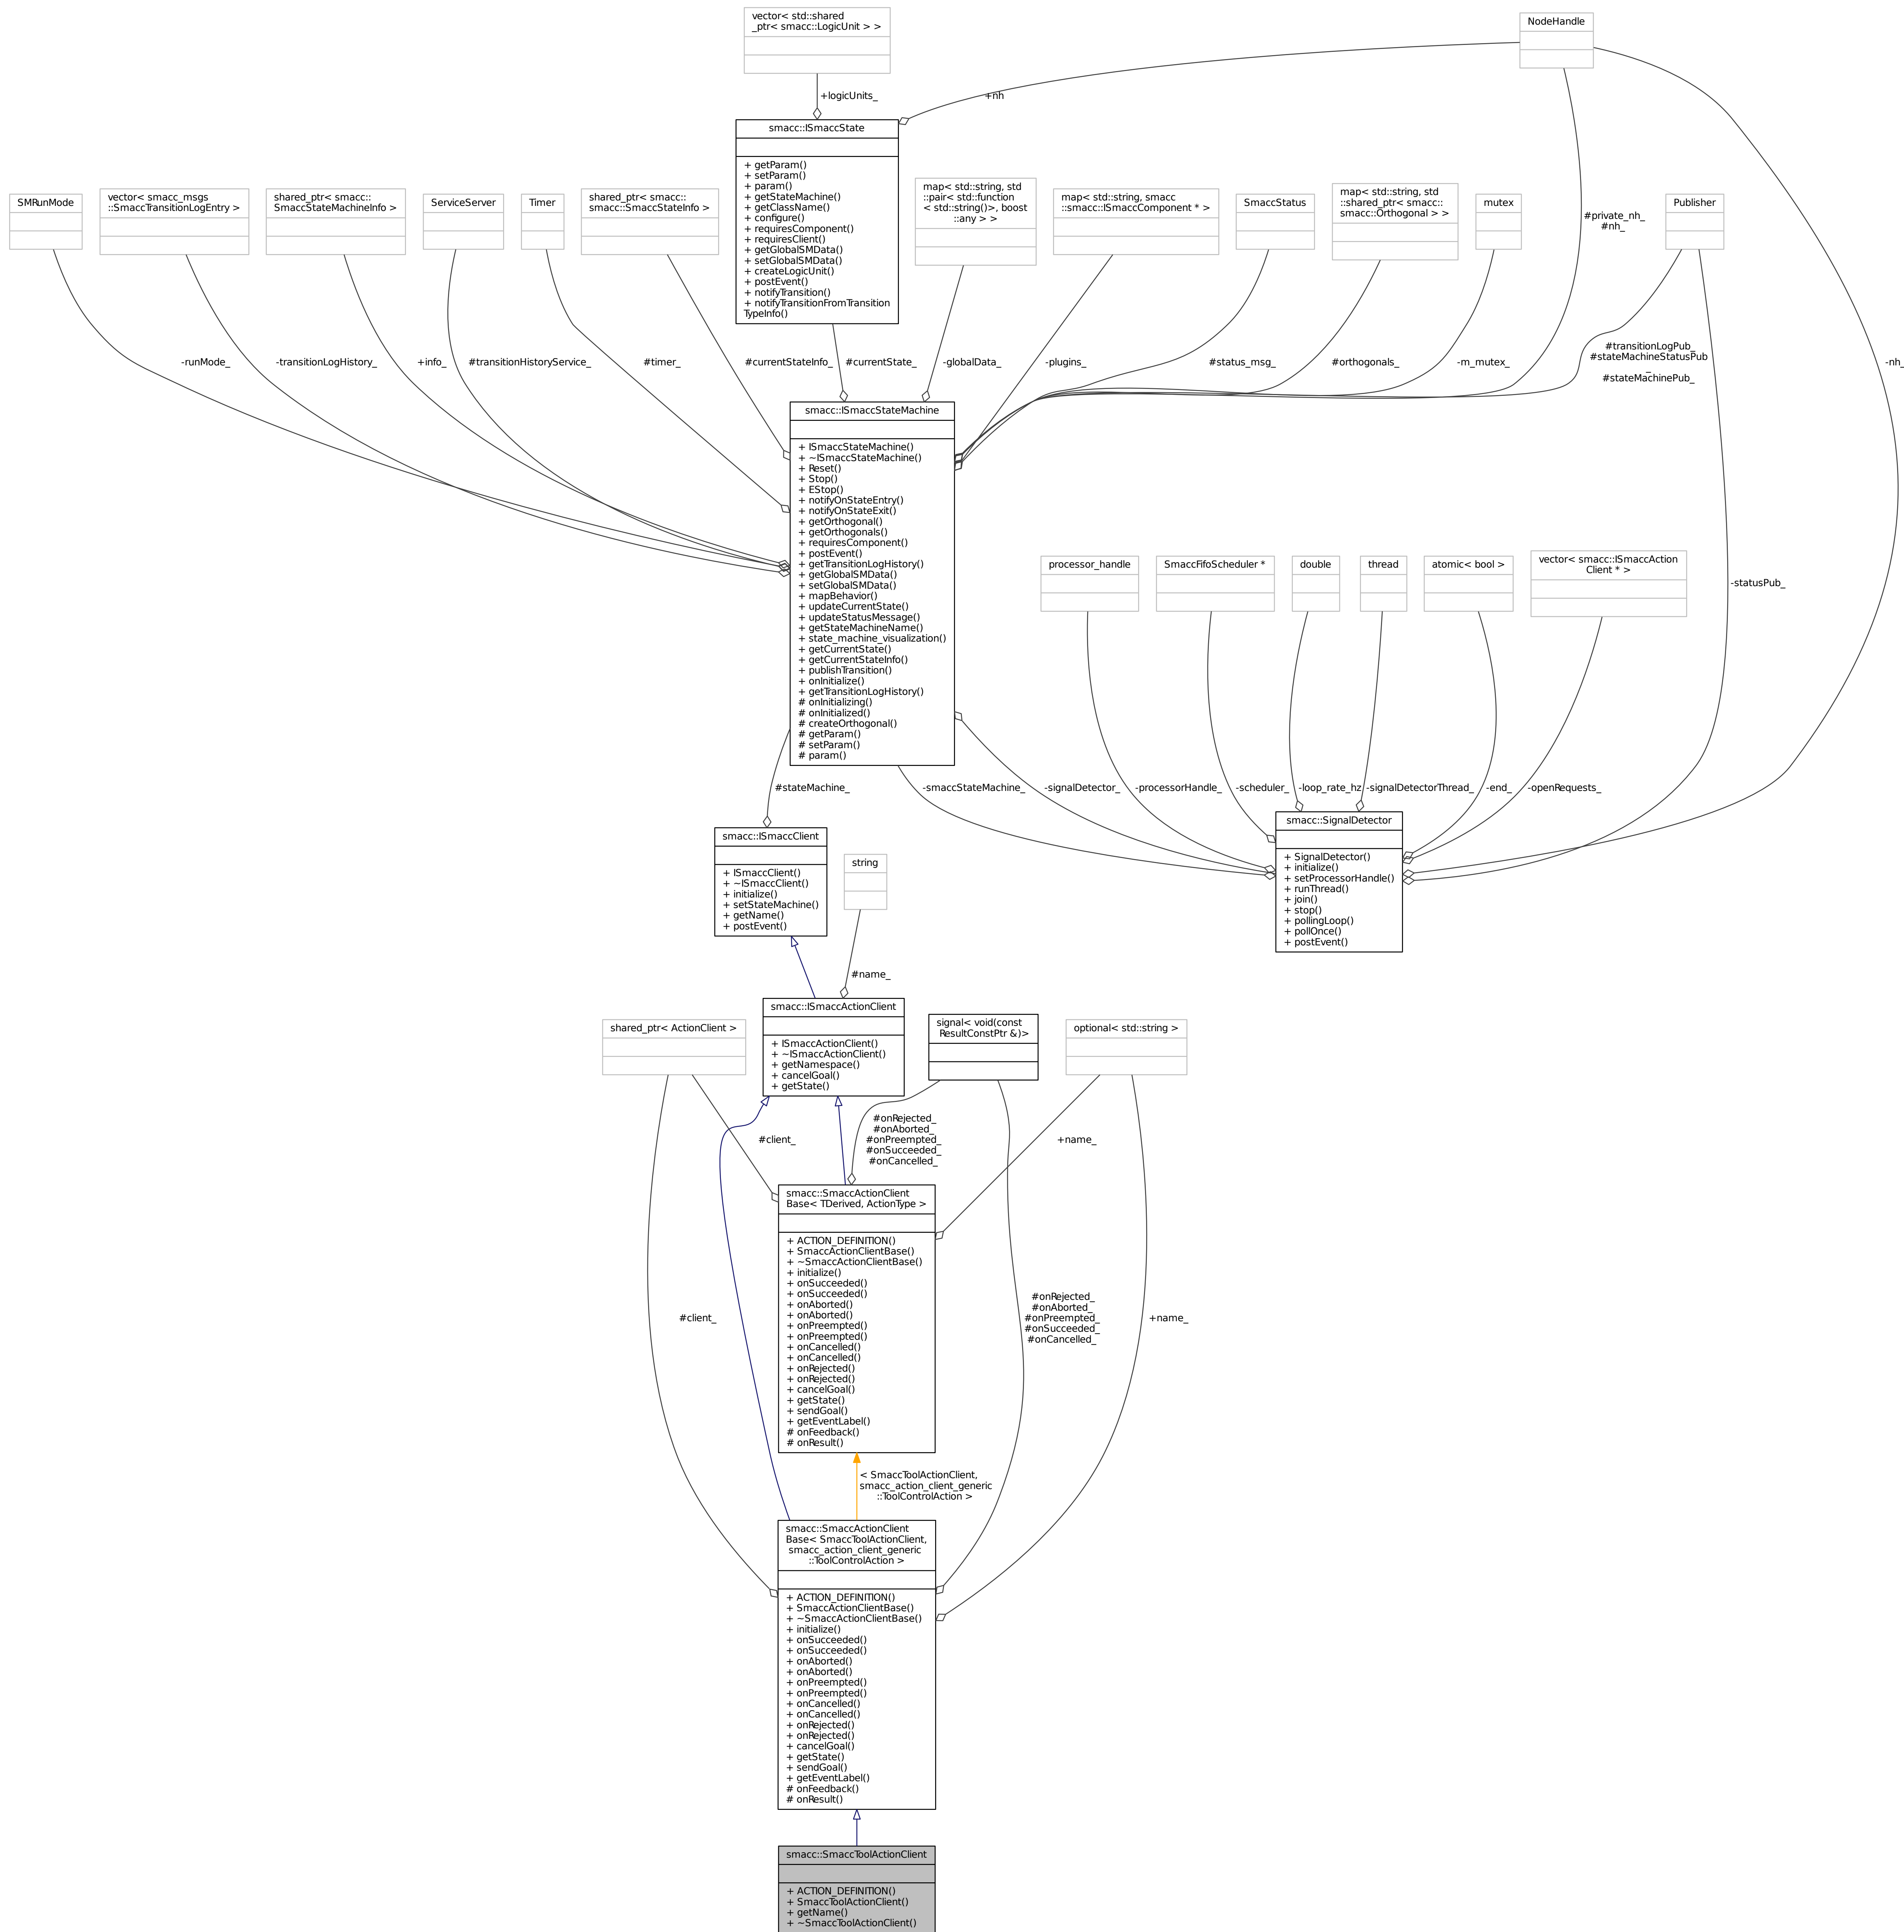 vector< std::shared
_ptr< smacc::LogicUnit > >
NodeHandle
+logicUnits_
+nh
smacc::ISmaccState
+ getParam()
+ setParam()
+ param()
+ getStateMachine()
+ getClassName()
+ configure()
+ requiresComponent()
+ requiresClient()
+ getGlobalSMData()
+ setGlobalSMData()
+ createLogicUnit()
+ postEvent()
+ notifyTransition()
+ notifyTransitionFromTransition
TypeInfo()
SMRunMode
vector< smacc_msgs
::SmaccTransitionLogEntry >
shared_ptr< smacc::
SmaccStateMachineInfo >
ServiceServer
Timer
shared_ptr< smacc::
smacc::SmaccStateInfo >
map< std::string, std
::pair< std::function
< std::string()>, boost
::any > >
map< std::string, smacc
::smacc::ISmaccComponent * >
SmaccStatus
map< std::string, std
::shared_ptr< smacc::
smacc::Orthogonal > >
mutex
#private_nh_
#nh_
Publisher
-runMode_
-transitionLogHistory_
+info_
#transitionHistoryService_
#timer_
#currentStateInfo_
#currentState_
-globalData_
-plugins_
#status_msg_
#orthogonals_
-m_mutex_
#transitionLogPub_
#stateMachineStatusPub
_
#stateMachinePub_
-nh_
smacc::ISmaccStateMachine
+ ISmaccStateMachine()
+ ~ISmaccStateMachine()
+ Reset()
+ Stop()
+ EStop()
+ notifyOnStateEntry()
+ notifyOnStateExit()
+ getOrthogonal()
+ getOrthogonals()
+ requiresComponent()
+ postEvent()
+ getTransitionLogHistory()
+ getGlobalSMData()
+ setGlobalSMData()
+ mapBehavior()
+ updateCurrentState()
+ updateStatusMessage()
+ getStateMachineName()
+ state_machine_visualization()
+ getCurrentState()
+ getCurrentStateInfo()
+ publishTransition()
+ onInitialize()
+ getTransitionLogHistory()
# onInitializing()
# onInitialized()
# createOrthogonal()
# getParam()
# setParam()
# param()
processor_handle
SmaccFifoScheduler *
double
thread
atomic< bool >
vector< smacc::ISmaccAction
Client * >
-statusPub_
#stateMachine_
-smaccStateMachine_
-signalDetector_
-processorHandle_
-scheduler_
-loop_rate_hz
-signalDetectorThread_
-end_
-openRequests_
smacc::SignalDetector
+ SignalDetector()
+ initialize()
+ setProcessorHandle()
+ runThread()
+ join()
+ stop()
+ pollingLoop()
+ pollOnce()
+ postEvent()
smacc::ISmaccClient
+ ISmaccClient()
+ ~ISmaccClient()
+ initialize()
+ setStateMachine()
+ getName()
+ postEvent()
string
#name_
smacc::ISmaccActionClient
+ ISmaccActionClient()
+ ~ISmaccActionClient()
+ getNamespace()
+ cancelGoal()
+ getState()
shared_ptr< ActionClient >
signal< void(const
ResultConstPtr &)>
optional< std::string >
#client_
#onRejected_
#onAborted_
#onPreempted_
#onSucceeded_
#onCancelled_
+name_
smacc::SmaccActionClient
Base< TDerived, ActionType >
+ ACTION_DEFINITION()
+ SmaccActionClientBase()
+ ~SmaccActionClientBase()
+ initialize()
+ onSucceeded()
+ onSucceeded()
+ onAborted()
+ onAborted()
+ onPreempted()
+ onPreempted()
+ onCancelled()
+ onCancelled()
+ onRejected()
+ onRejected()
+ cancelGoal()
+ getState()
+ sendGoal()
+ getEventLabel()
# onFeedback()
# onResult()
#client_
#onRejected_
#onAborted_
#onPreempted_
#onSucceeded_
#onCancelled_
+name_
< SmaccToolActionClient,
smacc_action_client_generic
::ToolControlAction >
smacc::SmaccActionClient
Base< SmaccToolActionClient,
smacc_action_client_generic
::ToolControlAction >
+ ACTION_DEFINITION()
+ SmaccActionClientBase()
+ ~SmaccActionClientBase()
+ initialize()
+ onSucceeded()
+ onSucceeded()
+ onAborted()
+ onAborted()
+ onPreempted()
+ onPreempted()
+ onCancelled()
+ onCancelled()
+ onRejected()
+ onRejected()
+ cancelGoal()
+ getState()
+ sendGoal()
+ getEventLabel()
# onFeedback()
# onResult()
smacc::SmaccToolActionClient
+ ACTION_DEFINITION()
+ SmaccToolActionClient()
+ getName()
+ ~SmaccToolActionClient()